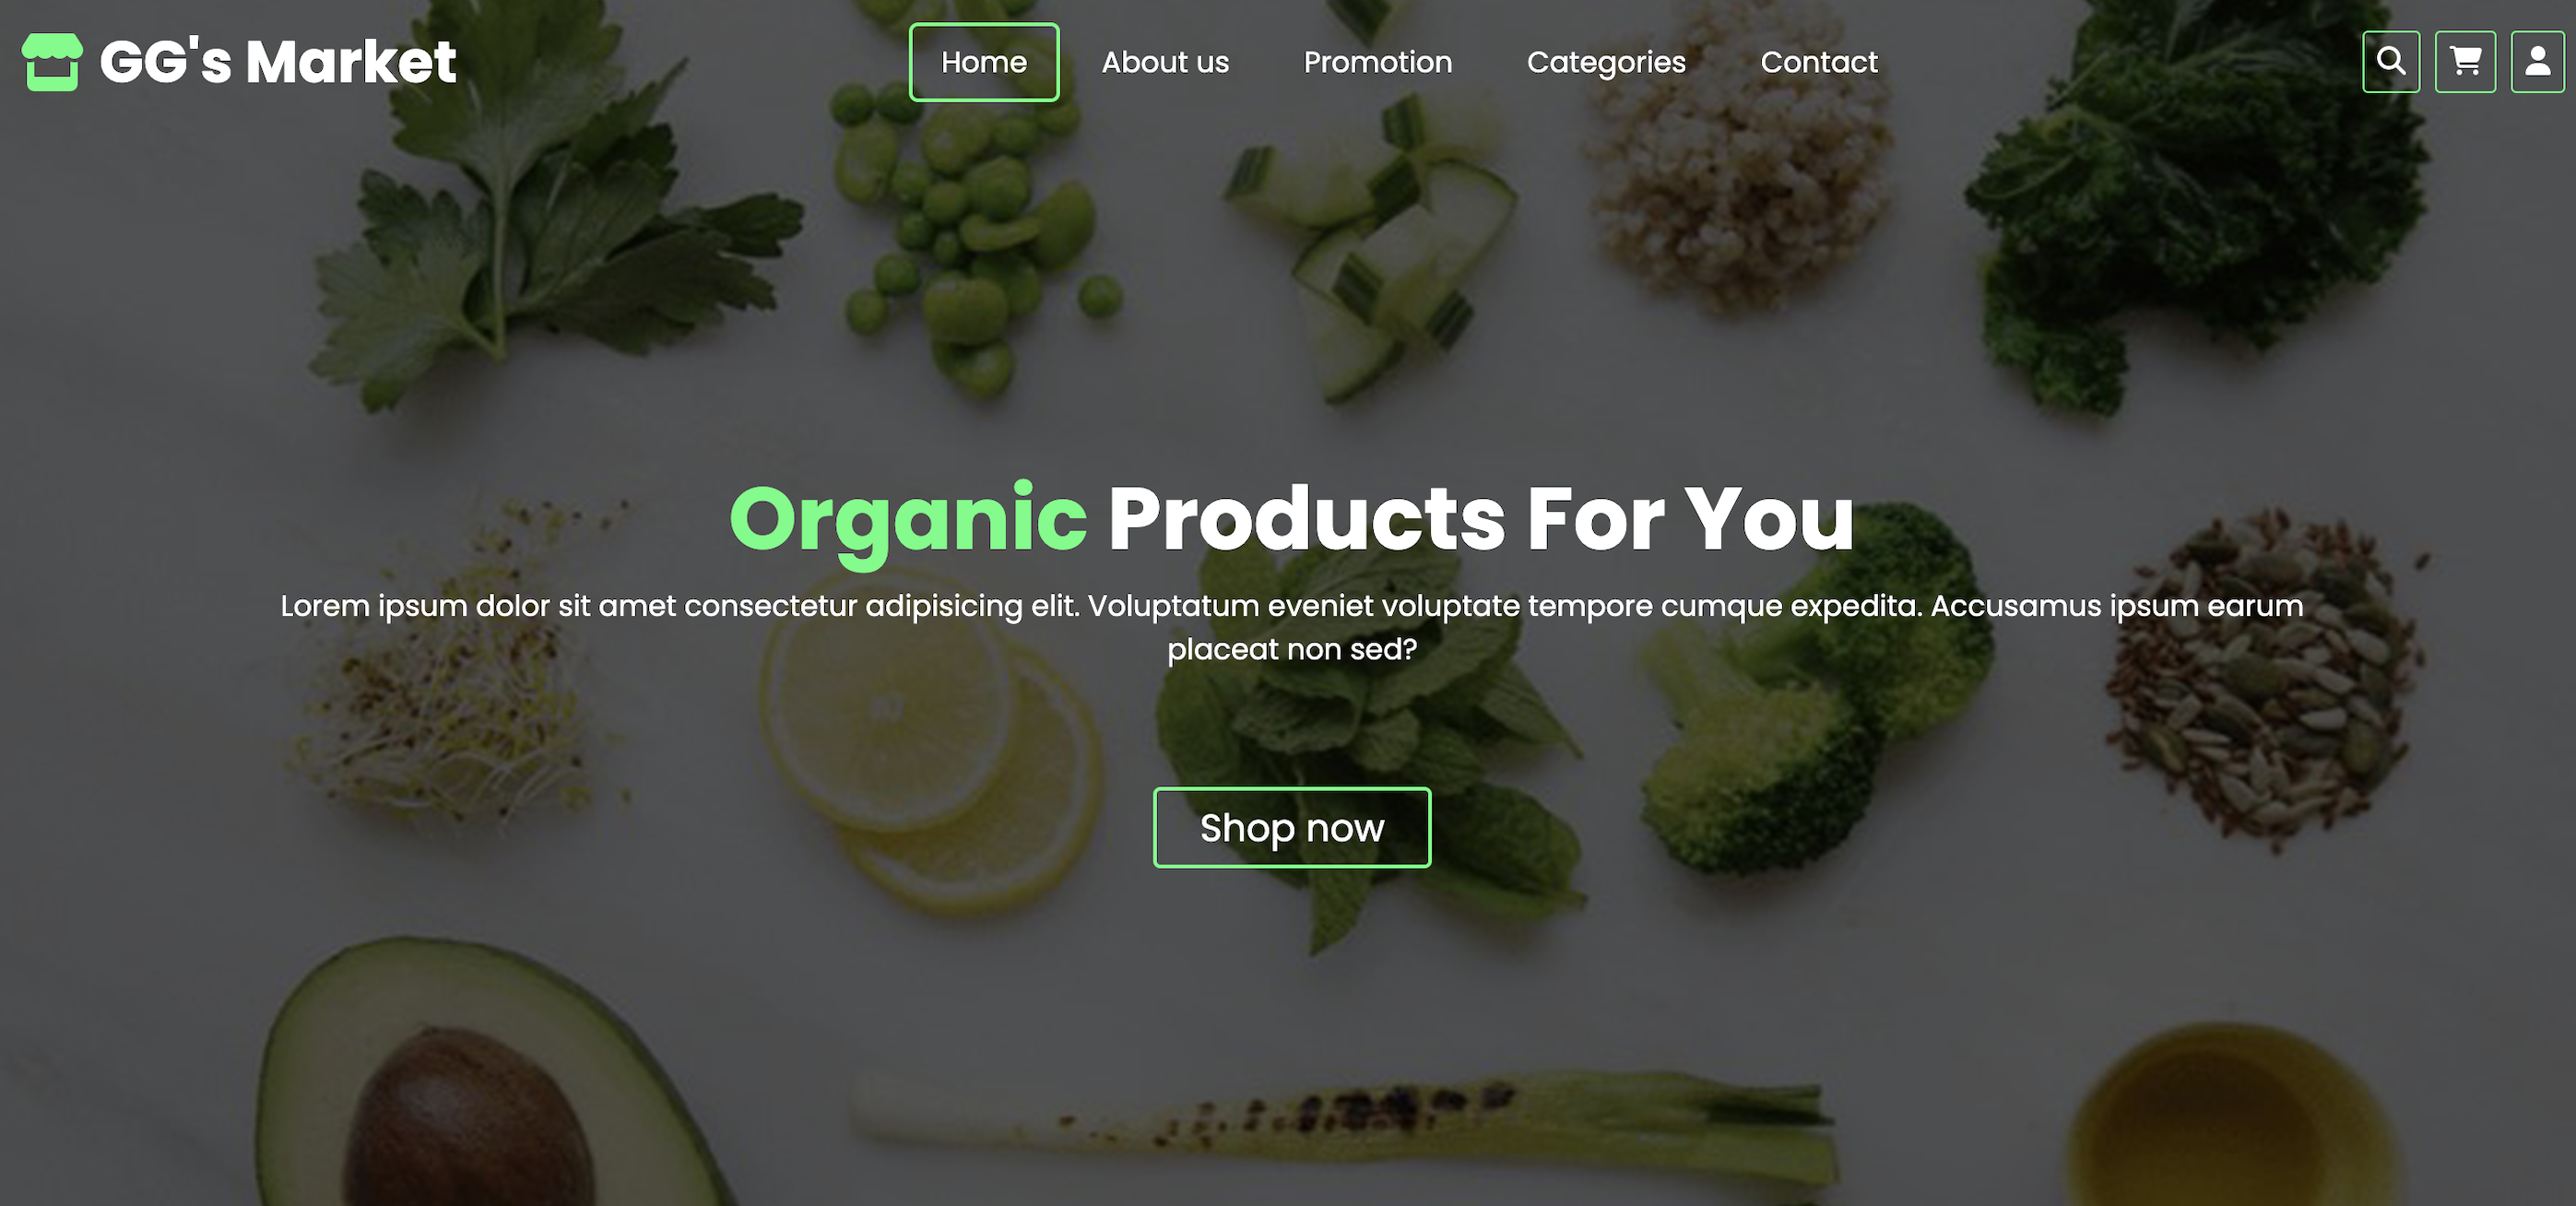 GG's Market
Home
About us
Promotion
Categories
Contact
Organic Products For You
Lorem ipsum dolor sit amet consectetur adipisicing elit. Voluptatum eveniet voluptate tempore cumque expedita. Accusamus ipsum earum
placeat non sed?
Shop now